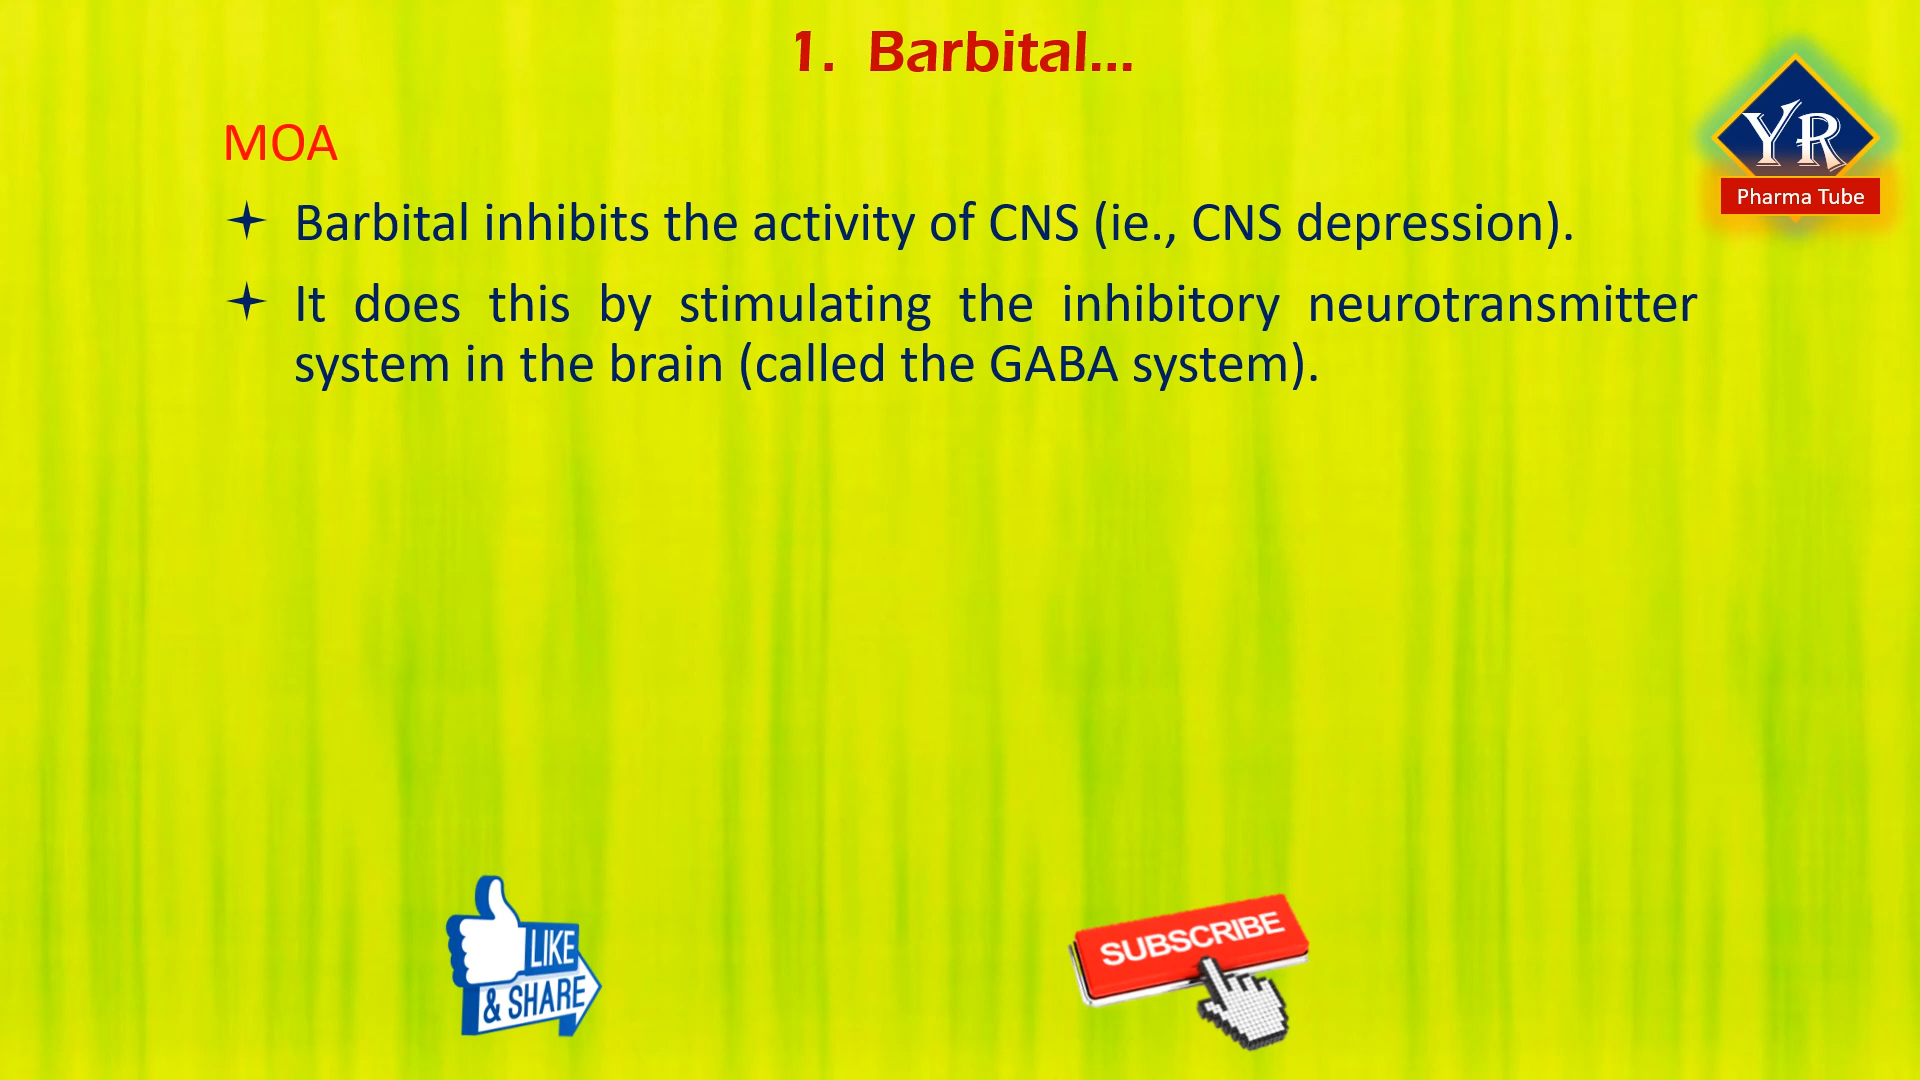 1. Barbital...
YR
Pharma Tube
MOA
Barbital inhibits the activity of CNS (ie., CNS depression).
It does this by stimulating the inhibitory neurotransmitter
system in the brain (called the GABA system).
LIKE
& SHARE
SUBSCRIBE